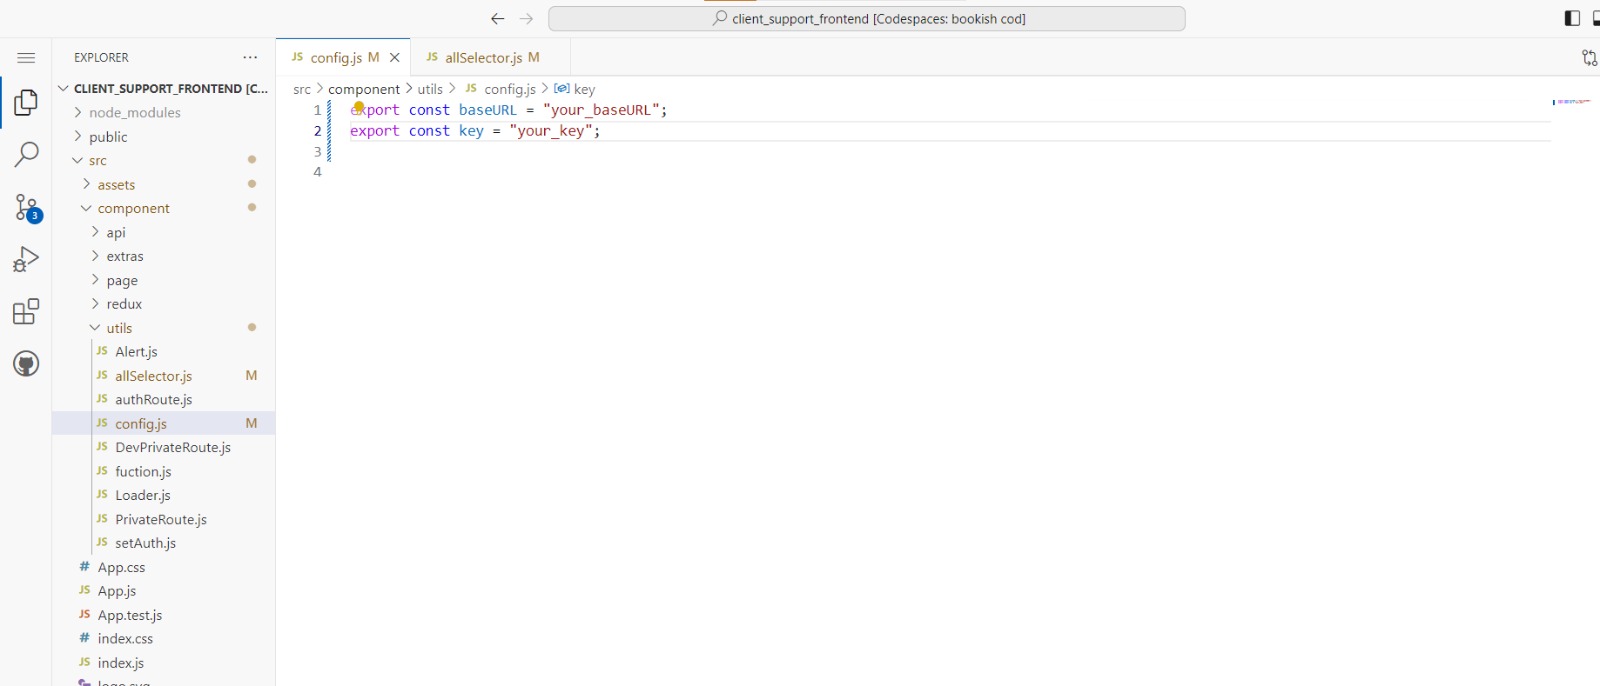 client_support_frontend [Codespaces: bookish cod]
EXPLORER
CLIENT_SUPPORT_FRONTEND [C...
node_modules
public
src
assets
component
api
extras
page
redux
utils
JS Alert.js
JS allSelector.js M
JS authRoute.js
JS config.js M
JS DevPrivateRoute.js
JS fuction.js
JS Loader.js
JS PrivateRoute.js
JS setAuth.js
# App.css
JS App.js
JS App.test.js
# index.css
JS index.js
logo.svg
3
JS config.js M
JS allSelector.js M
src > component > utils > JS config.js > key
1 export const baseURL = "your_baseURL";
2 export const key = "your_key";
3
4